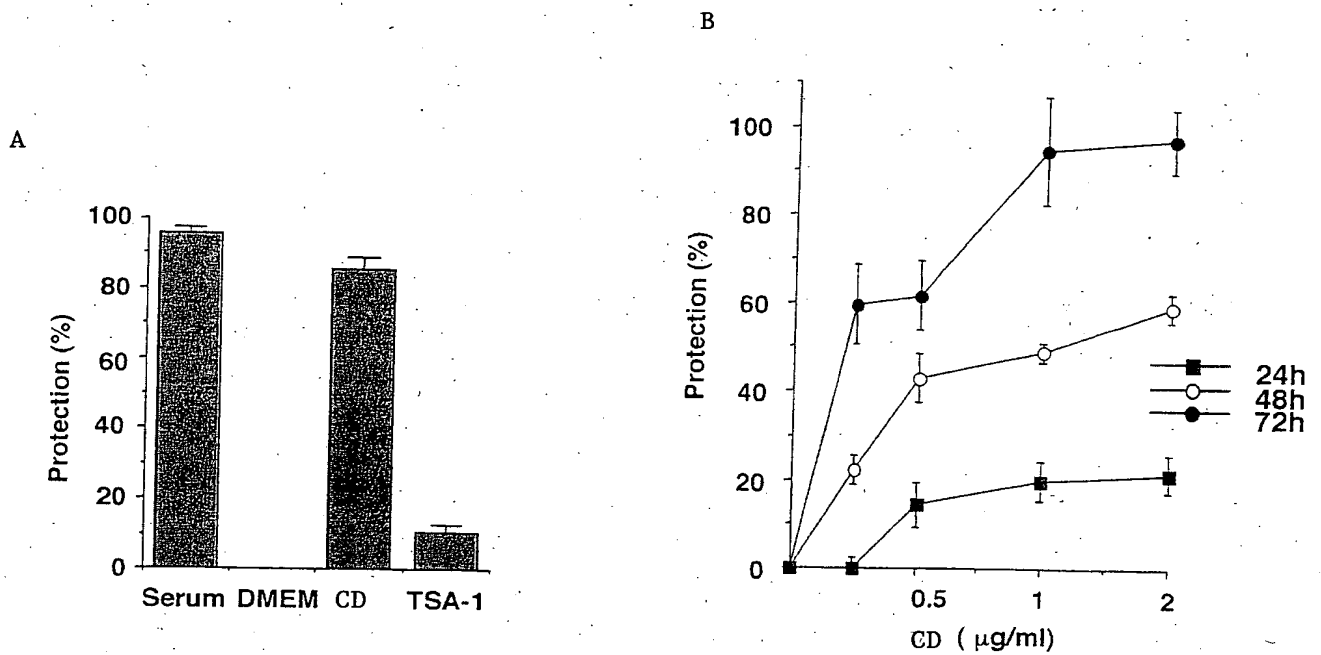 A
100
80
60
40
20
0
Protection (%)
Serum DMEM CD TSA-1
B
100
80
60
40
20
0
Protection (%)
0.5 1 2
CD ( µg/ml)
24h
48h
72h